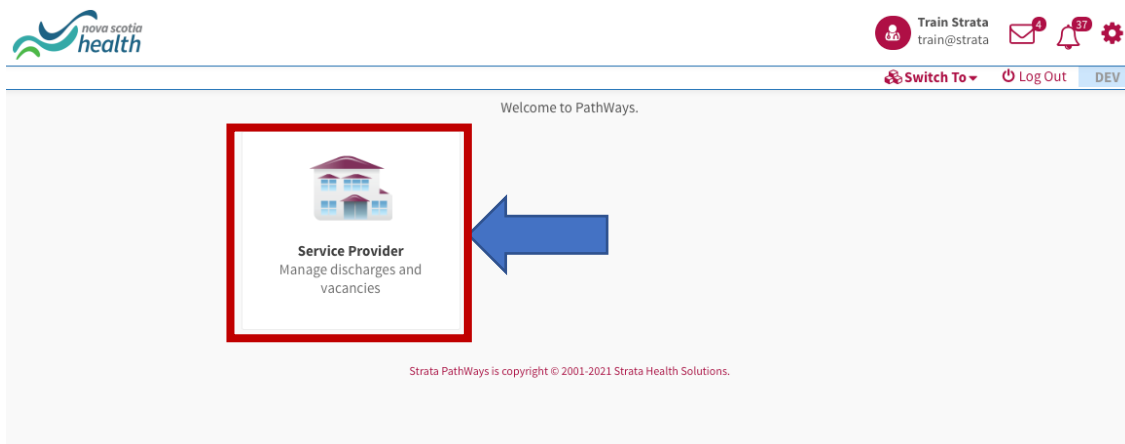 nova scotia
health
Train Strata
train@strata
4
37
Switch To
Log Out
DEV
Welcome to PathWays.
Service Provider
Manage discharges and
vacancies
Strata PathWays is copyright © 2001-2021 Strata Health Solutions.